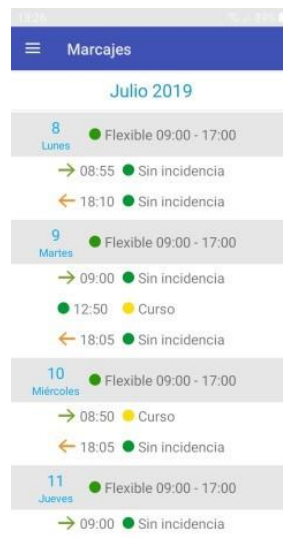 Marcajes
Julio 2019
8
Lunes
Flexible 09:00 - 17:00
08:55 Sin incidencia
18:10 Sin incidencia
9
Martes
Flexible 09:00 - 17:00
09:00 Sin incidencia
12:50 Curso
18:05 Sin incidencia
10
Miércoles
Flexible 09:00 - 17:00
08:50 Curso
18:05 Sin incidencia
11
Jueves
Flexible 09:00 - 17:00
09:00 Sin incidencia